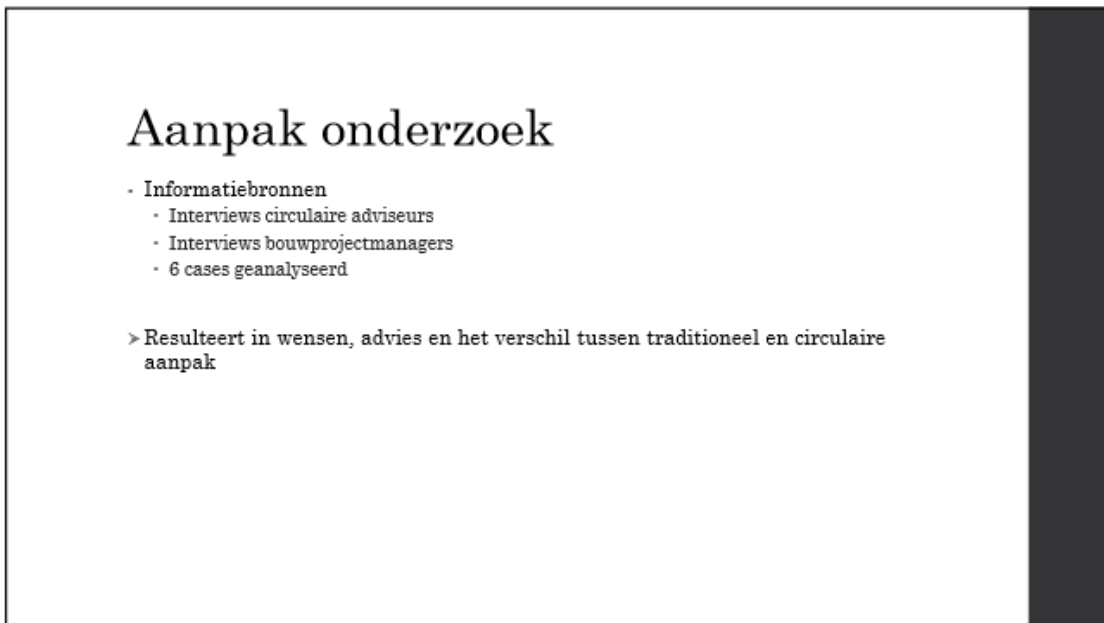 Aanpak onderzoek
- Informatiebronnen
- Interviews circulaire adviseurs
- Interviews bouwprojectmanagers
- 6 cases geanalyseerd
➢ Resulteert in wensen, advies en het verschil tussen traditioneel en circulaire
aanpak